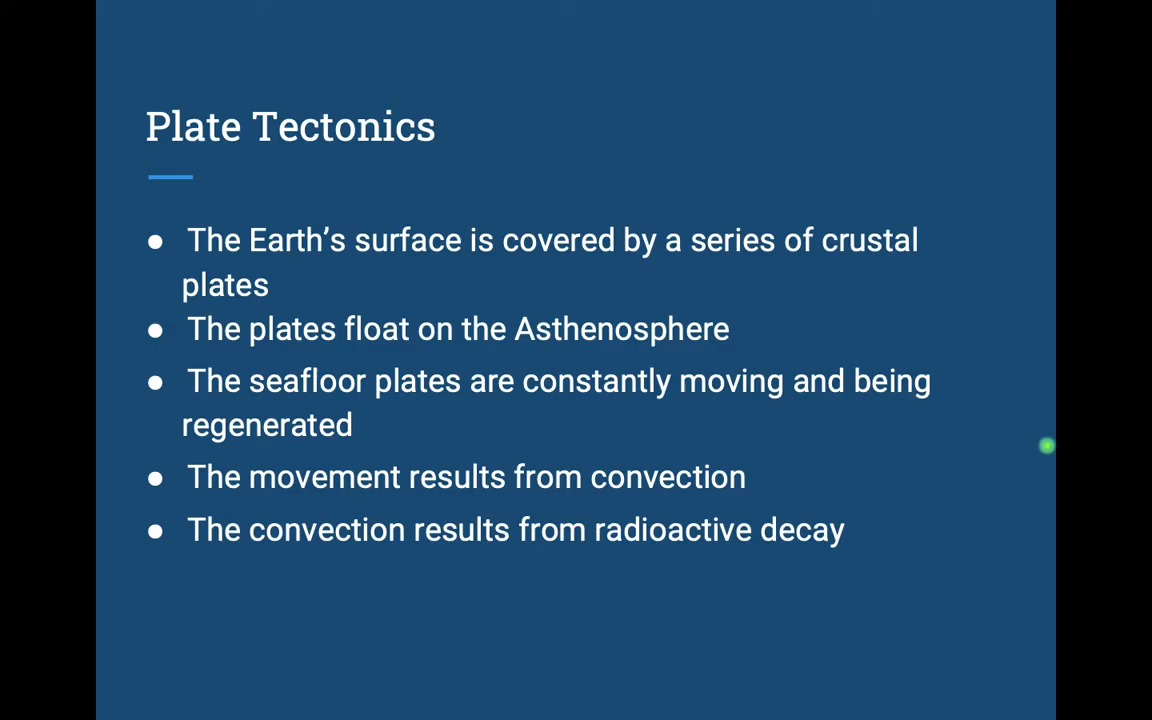 Plate Tectonics
● The Earth’s surface is covered by a series of crustal
plates
● The plates float on the Asthenosphere
● The seafloor plates are constantly moving and being
regenerated
● The movement results from convection
● The convection results from radioactive decay